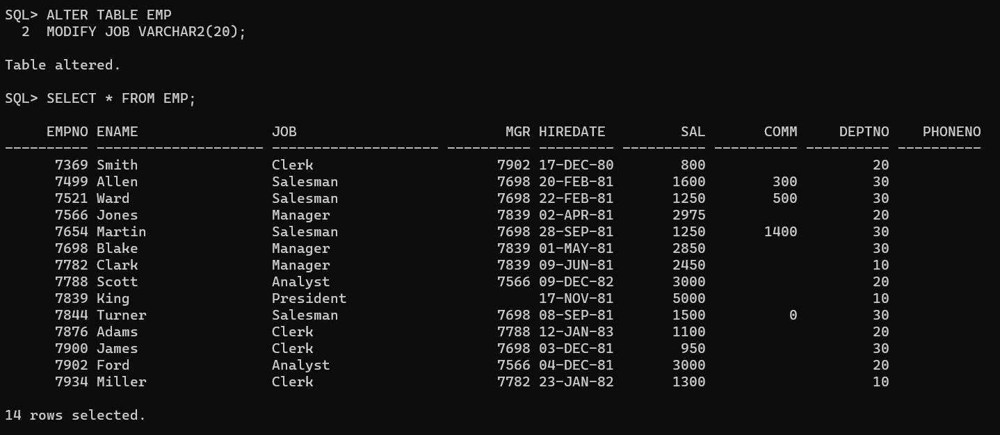 SQL> ALTER TABLE EMP
  2  MODIFY JOB VARCHAR2(20);
Table altered.
SQL> SELECT * FROM EMP;
     EMPNO ENAME                JOB                         MGR HIREDATE         SAL       COMM     DEPTNO    PHONENO
---------- -------------------- -------------------- ---------- --------- ---------- ---------- ---------- ----------
      7369 Smith                Clerk                      7902 17-DEC-80        800                    20
      7499 Allen                Salesman                   7698 20-FEB-81       1600        300         30
      7521 Ward                 Salesman                   7698 22-FEB-81       1250        500         30
      7566 Jones                Manager                    7839 02-APR-81       2975                    20
      7654 Martin               Salesman                   7698 28-SEP-81       1250       1400         30
      7698 Blake                Manager                    7839 01-MAY-81       2850                    30
      7782 Clark                Manager                    7839 09-JUN-81       2450                    10
      7788 Scott                Analyst                    7566 09-DEC-82       3000                    20
      7839 King                 President                       17-NOV-81       5000                    10
      7844 Turner               Salesman                   7698 08-SEP-81       1500          0         30
      7876 Adams                Clerk                      7788 12-JAN-83       1100                    20
      7900 James                Clerk                      7698 03-DEC-81        950                    30
      7902 Ford                 Analyst                    7566 04-DEC-81       3000                    20
      7934 Miller               Clerk                      7782 23-JAN-82       1300                    10
14 rows selected.